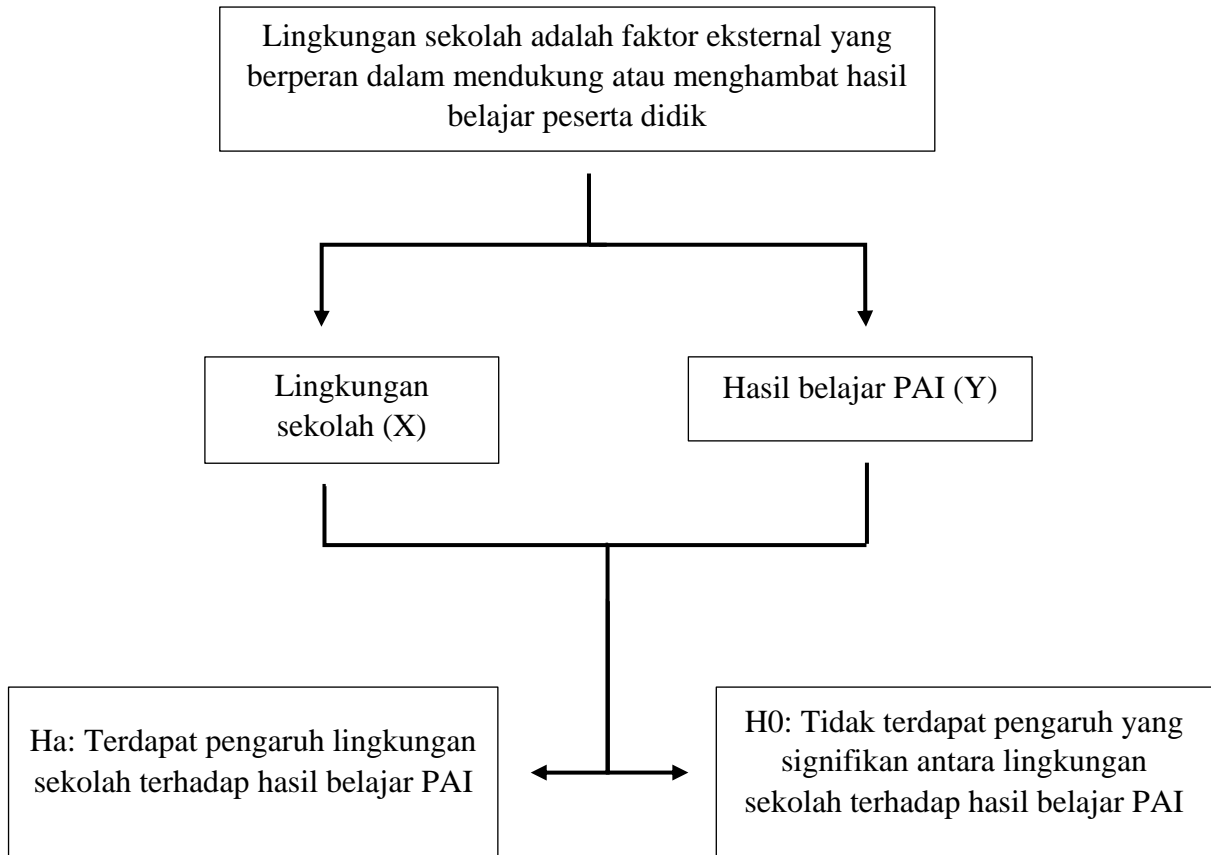 Lingkungan sekolah adalah faktor eksternal yang
berperan dalam mendukung atau menghambat hasil
belajar peserta didik
Lingkungan
sekolah (X)
Hasil belajar PAI (Y)
Ha: Terdapat pengaruh lingkungan
sekolah terhadap hasil belajar PAI
H0: Tidak terdapat pengaruh yang
signifikan antara lingkungan
sekolah terhadap hasil belajar PAI